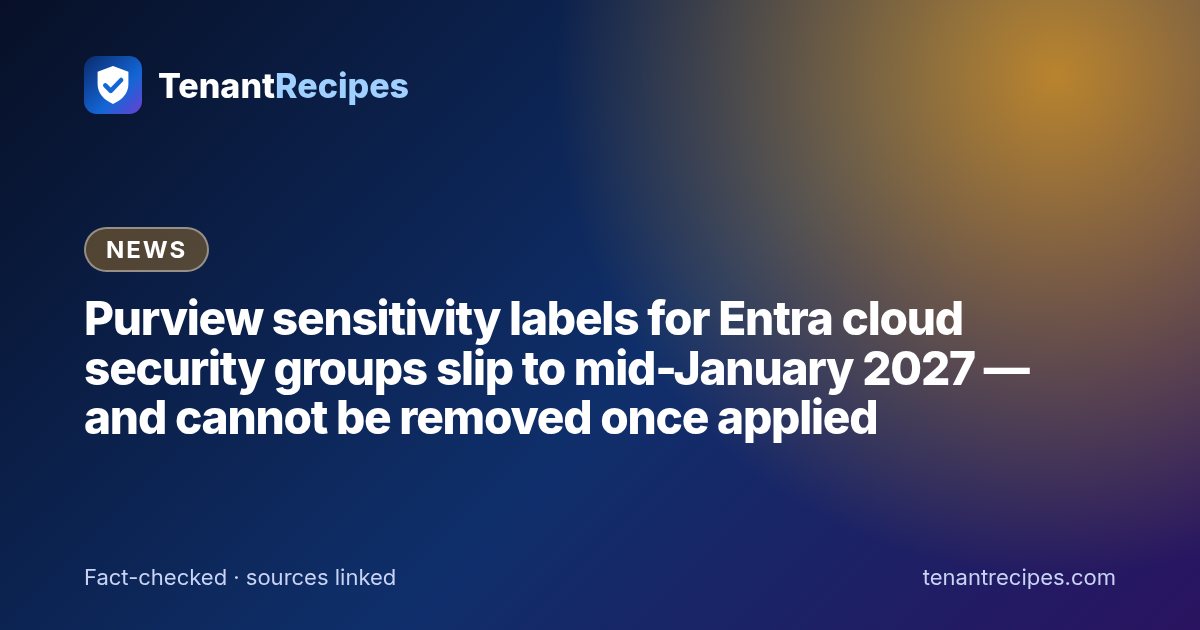 TenantRecipes
NEWS
Purview sensitivity labels for Entra cloud
security groups slip to mid-January 2027 —
and cannot be removed once applied
Fact-checked · sources linked
tenantrecipes.com